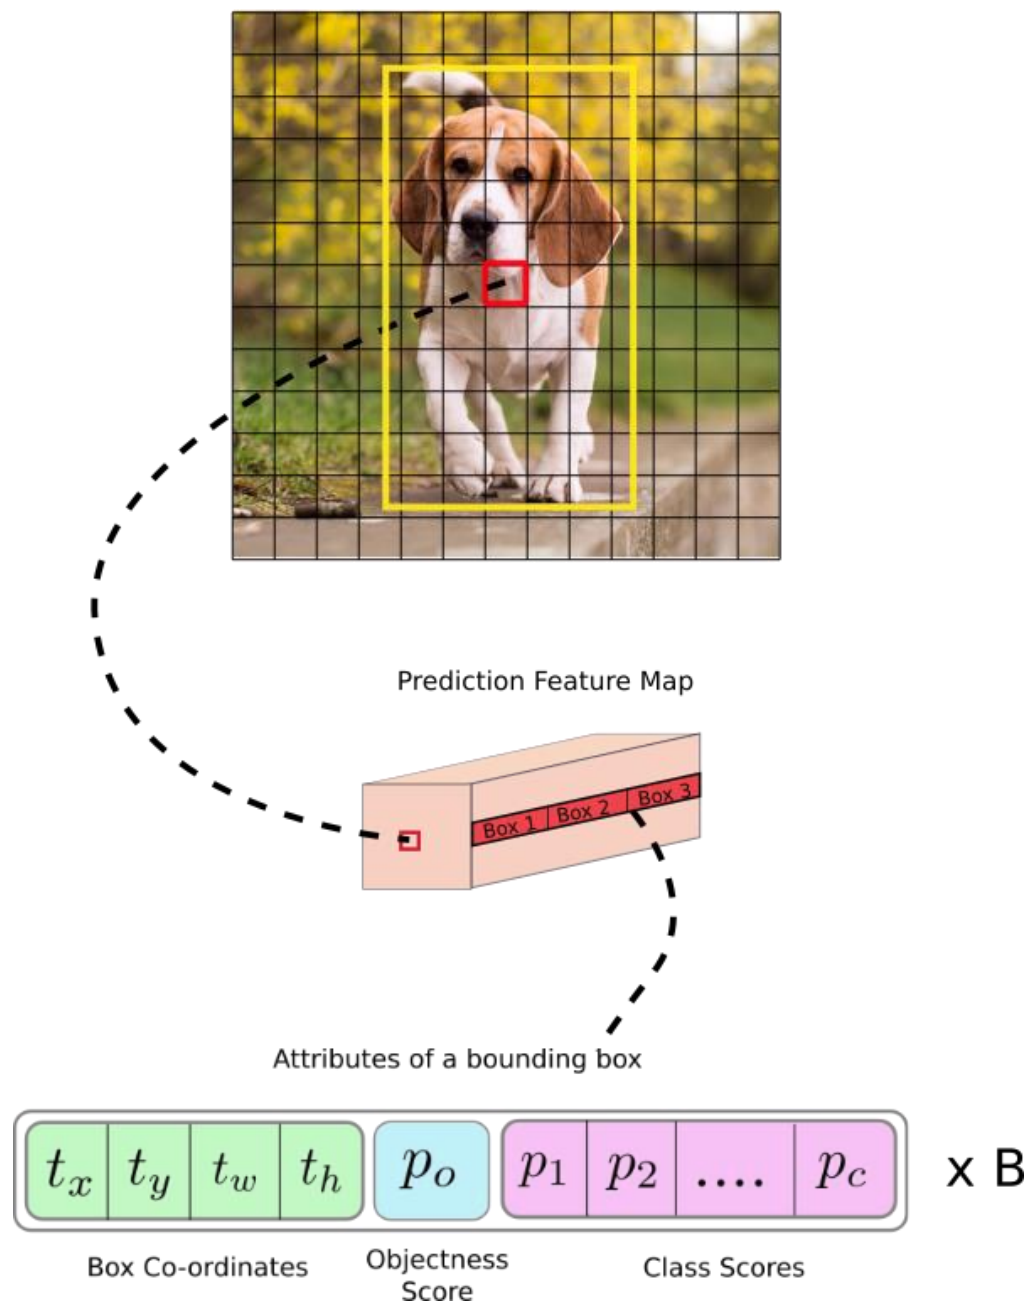 Prediction Feature Map
Box 1 Box 2 Box 3
Attributes of a bounding box
t_x t_y t_w t_h p_o p_1 p_2 .... p_c x B
Box Co-ordinates Objectness Score Class Scores